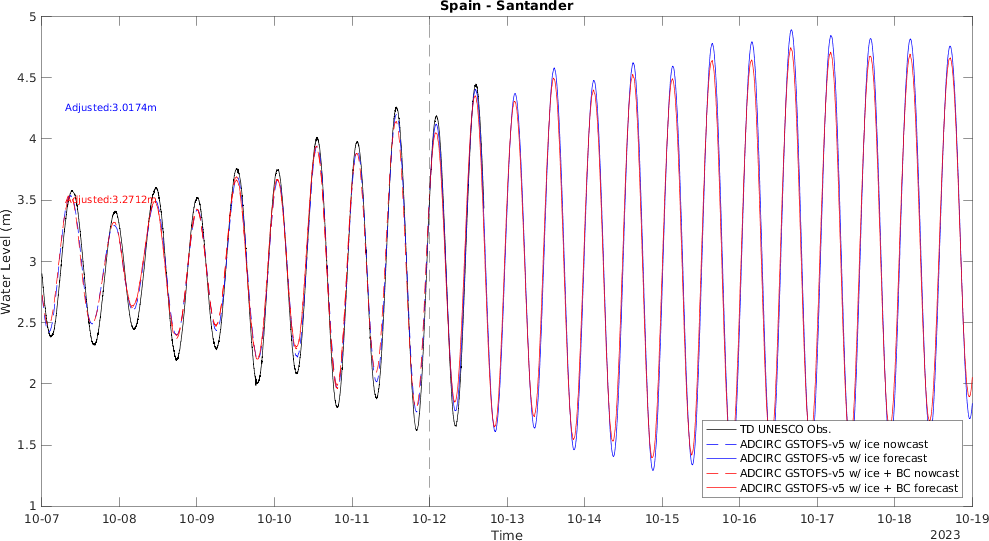 Spain - Santander
5
4.5
4
3.5
3
2.5
2
1.5
1
Water Level (m)
Adjusted:3.0174m
Adjusted:3.2712m
TD UNESCO Obs.
ADCIRC GSTOFS-v5 w/ ice nowcast
ADCIRC GSTOFS-v5 w/ ice forecast
ADCIRC GSTOFS-v5 w/ ice + BC nowcast
ADCIRC GSTOFS-v5 w/ ice + BC forecast
10-07 10-08 10-09 10-10 10-11 10-12 10-13 10-14 10-15 10-16 10-17 10-18 10-19
Time
2023